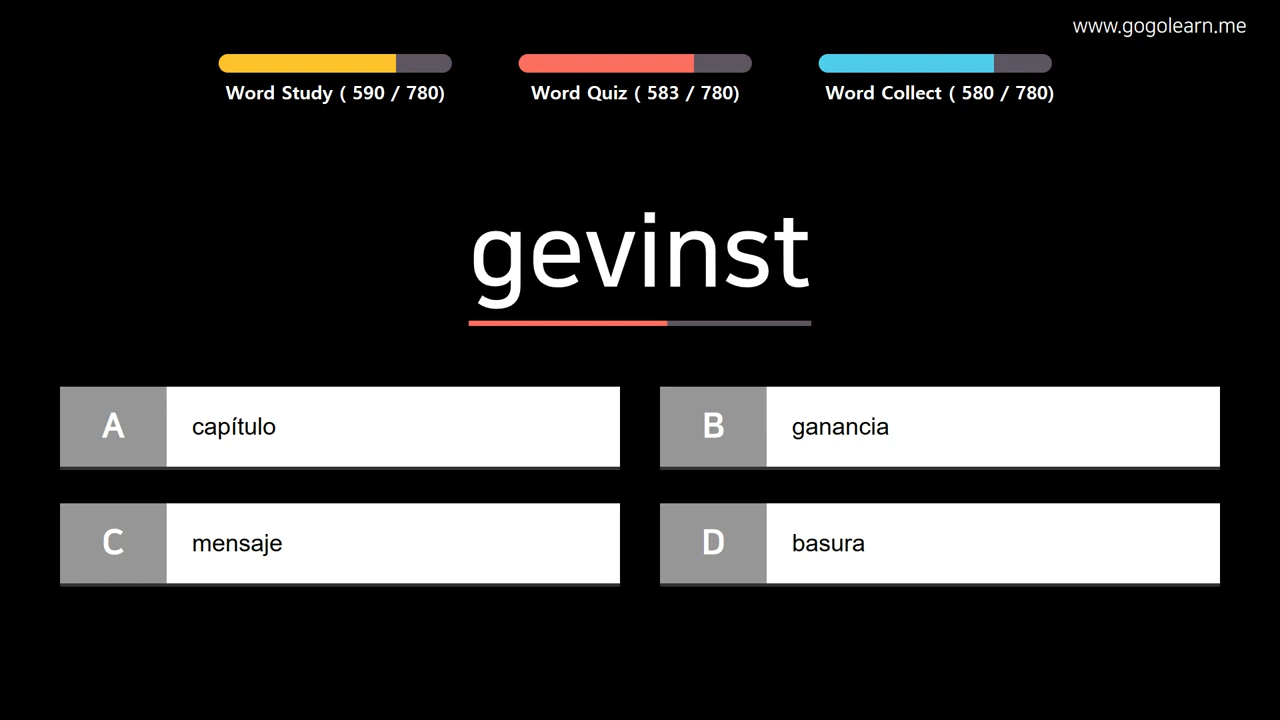 www.gogolearn.me
Word Study ( 590 / 780)
Word Quiz ( 583 / 780)
Word Collect ( 580 / 780)
gevinst
A capítulo
B ganancia
C mensaje
D basura